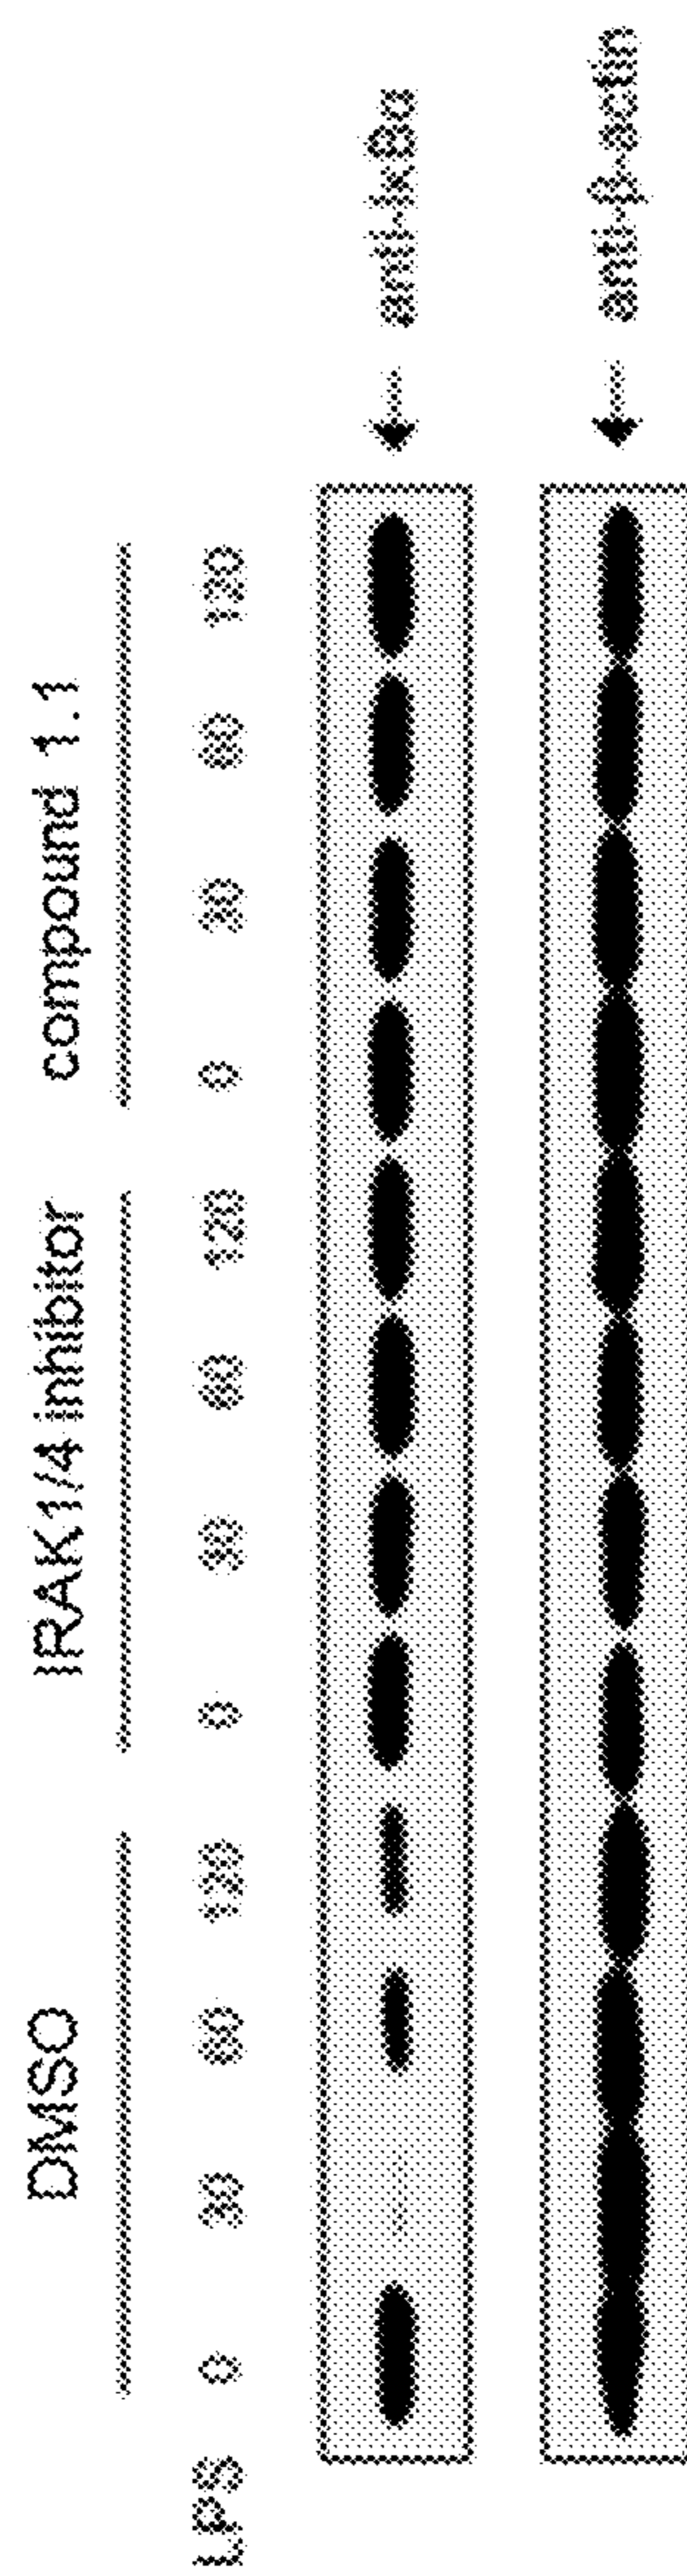 DMSO IRAK1/4 inhibitor compound 1.1
LPS 0 30 60 120 0 30 60 120 0 30 60 120
anti-IκBα
anti-β-actin